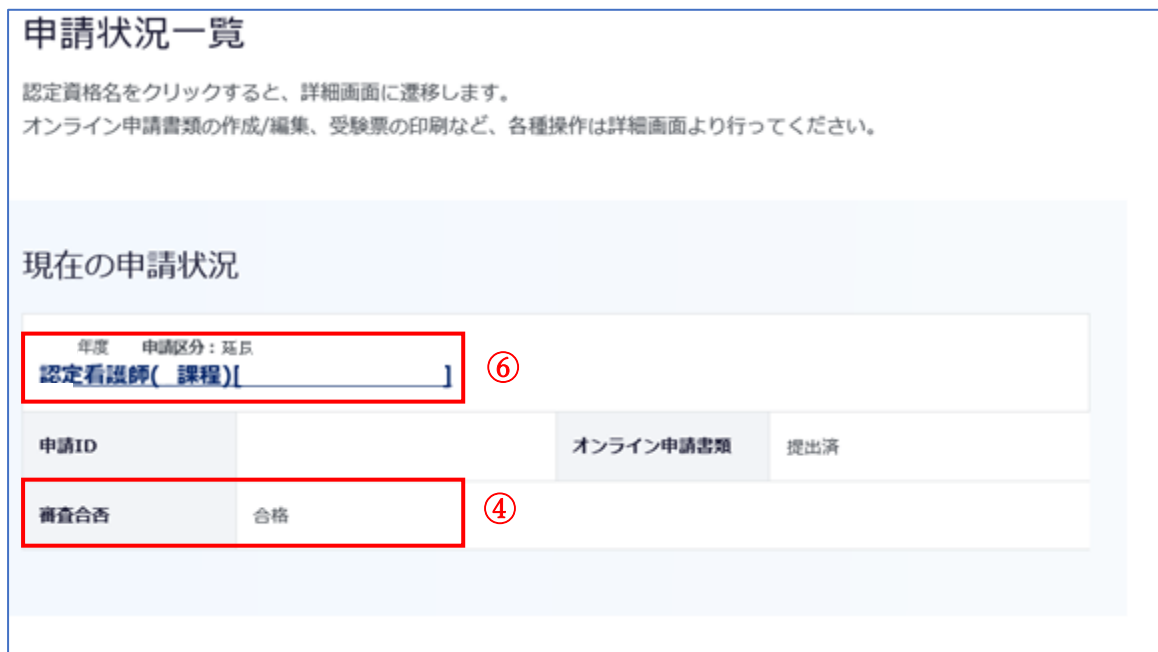 申請状況一覧
認定資格名をクリックすると、詳細画面に遷移します。
オンライン申請書類の作成/編集、受験票の印刷など、各種操作は詳細画面より行ってください。
現在の申請状況
年度 申請区分：延長
認定看護師( 課程)[ ]
⑥
申請ID
オンライン申請書類 提出済
審査合否 合格
④